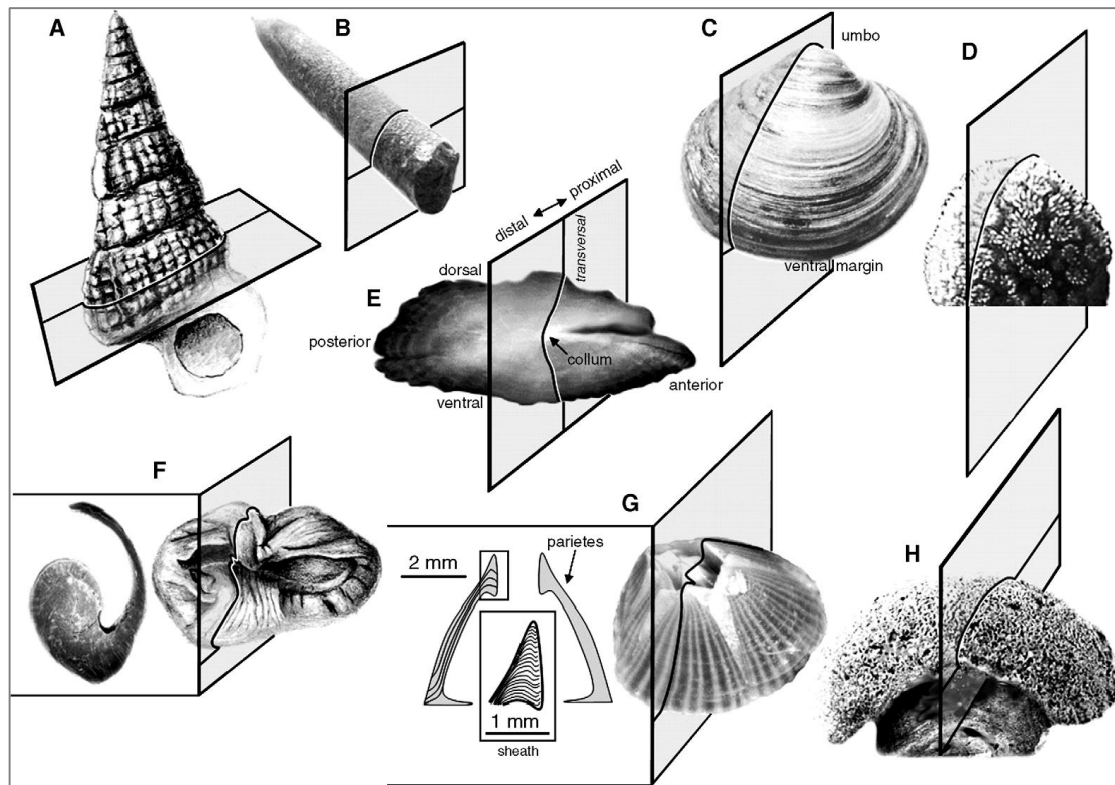 A
B
C
umbo
D
proximal
distal
transversal
dorsal
E
ventral margin
posterior
collum
ventral
anterior
F
G
parietes
H
2 mm
1 mm
sheath